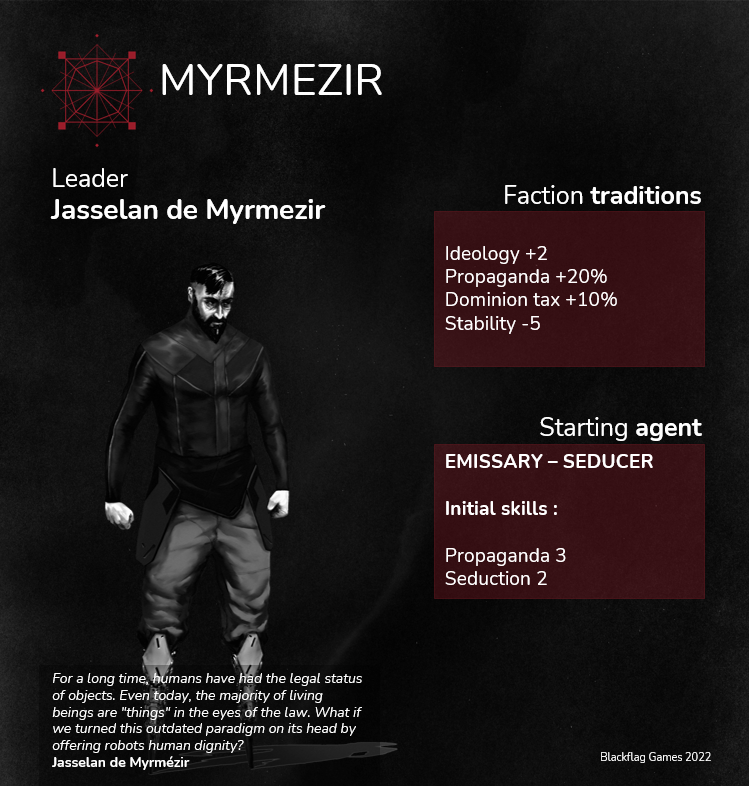 MYRMEZIR
Leader
Jasselan de Myrmezir
Faction traditions
Ideology +2
Propaganda +20%
Dominion tax +10%
Stability -5
Starting agent
EMISSARY – SEDUCER
Initial skills :
Propaganda 3
Seduction 2
For a long time, humans have had the legal status
of objects. Even today, the majority of living
beings are "things" in the eyes of the law. What if
we turned this outdated paradigm on its head by
offering robots human dignity?
Jasselan de Myrmézir
Blackflag Games 2022